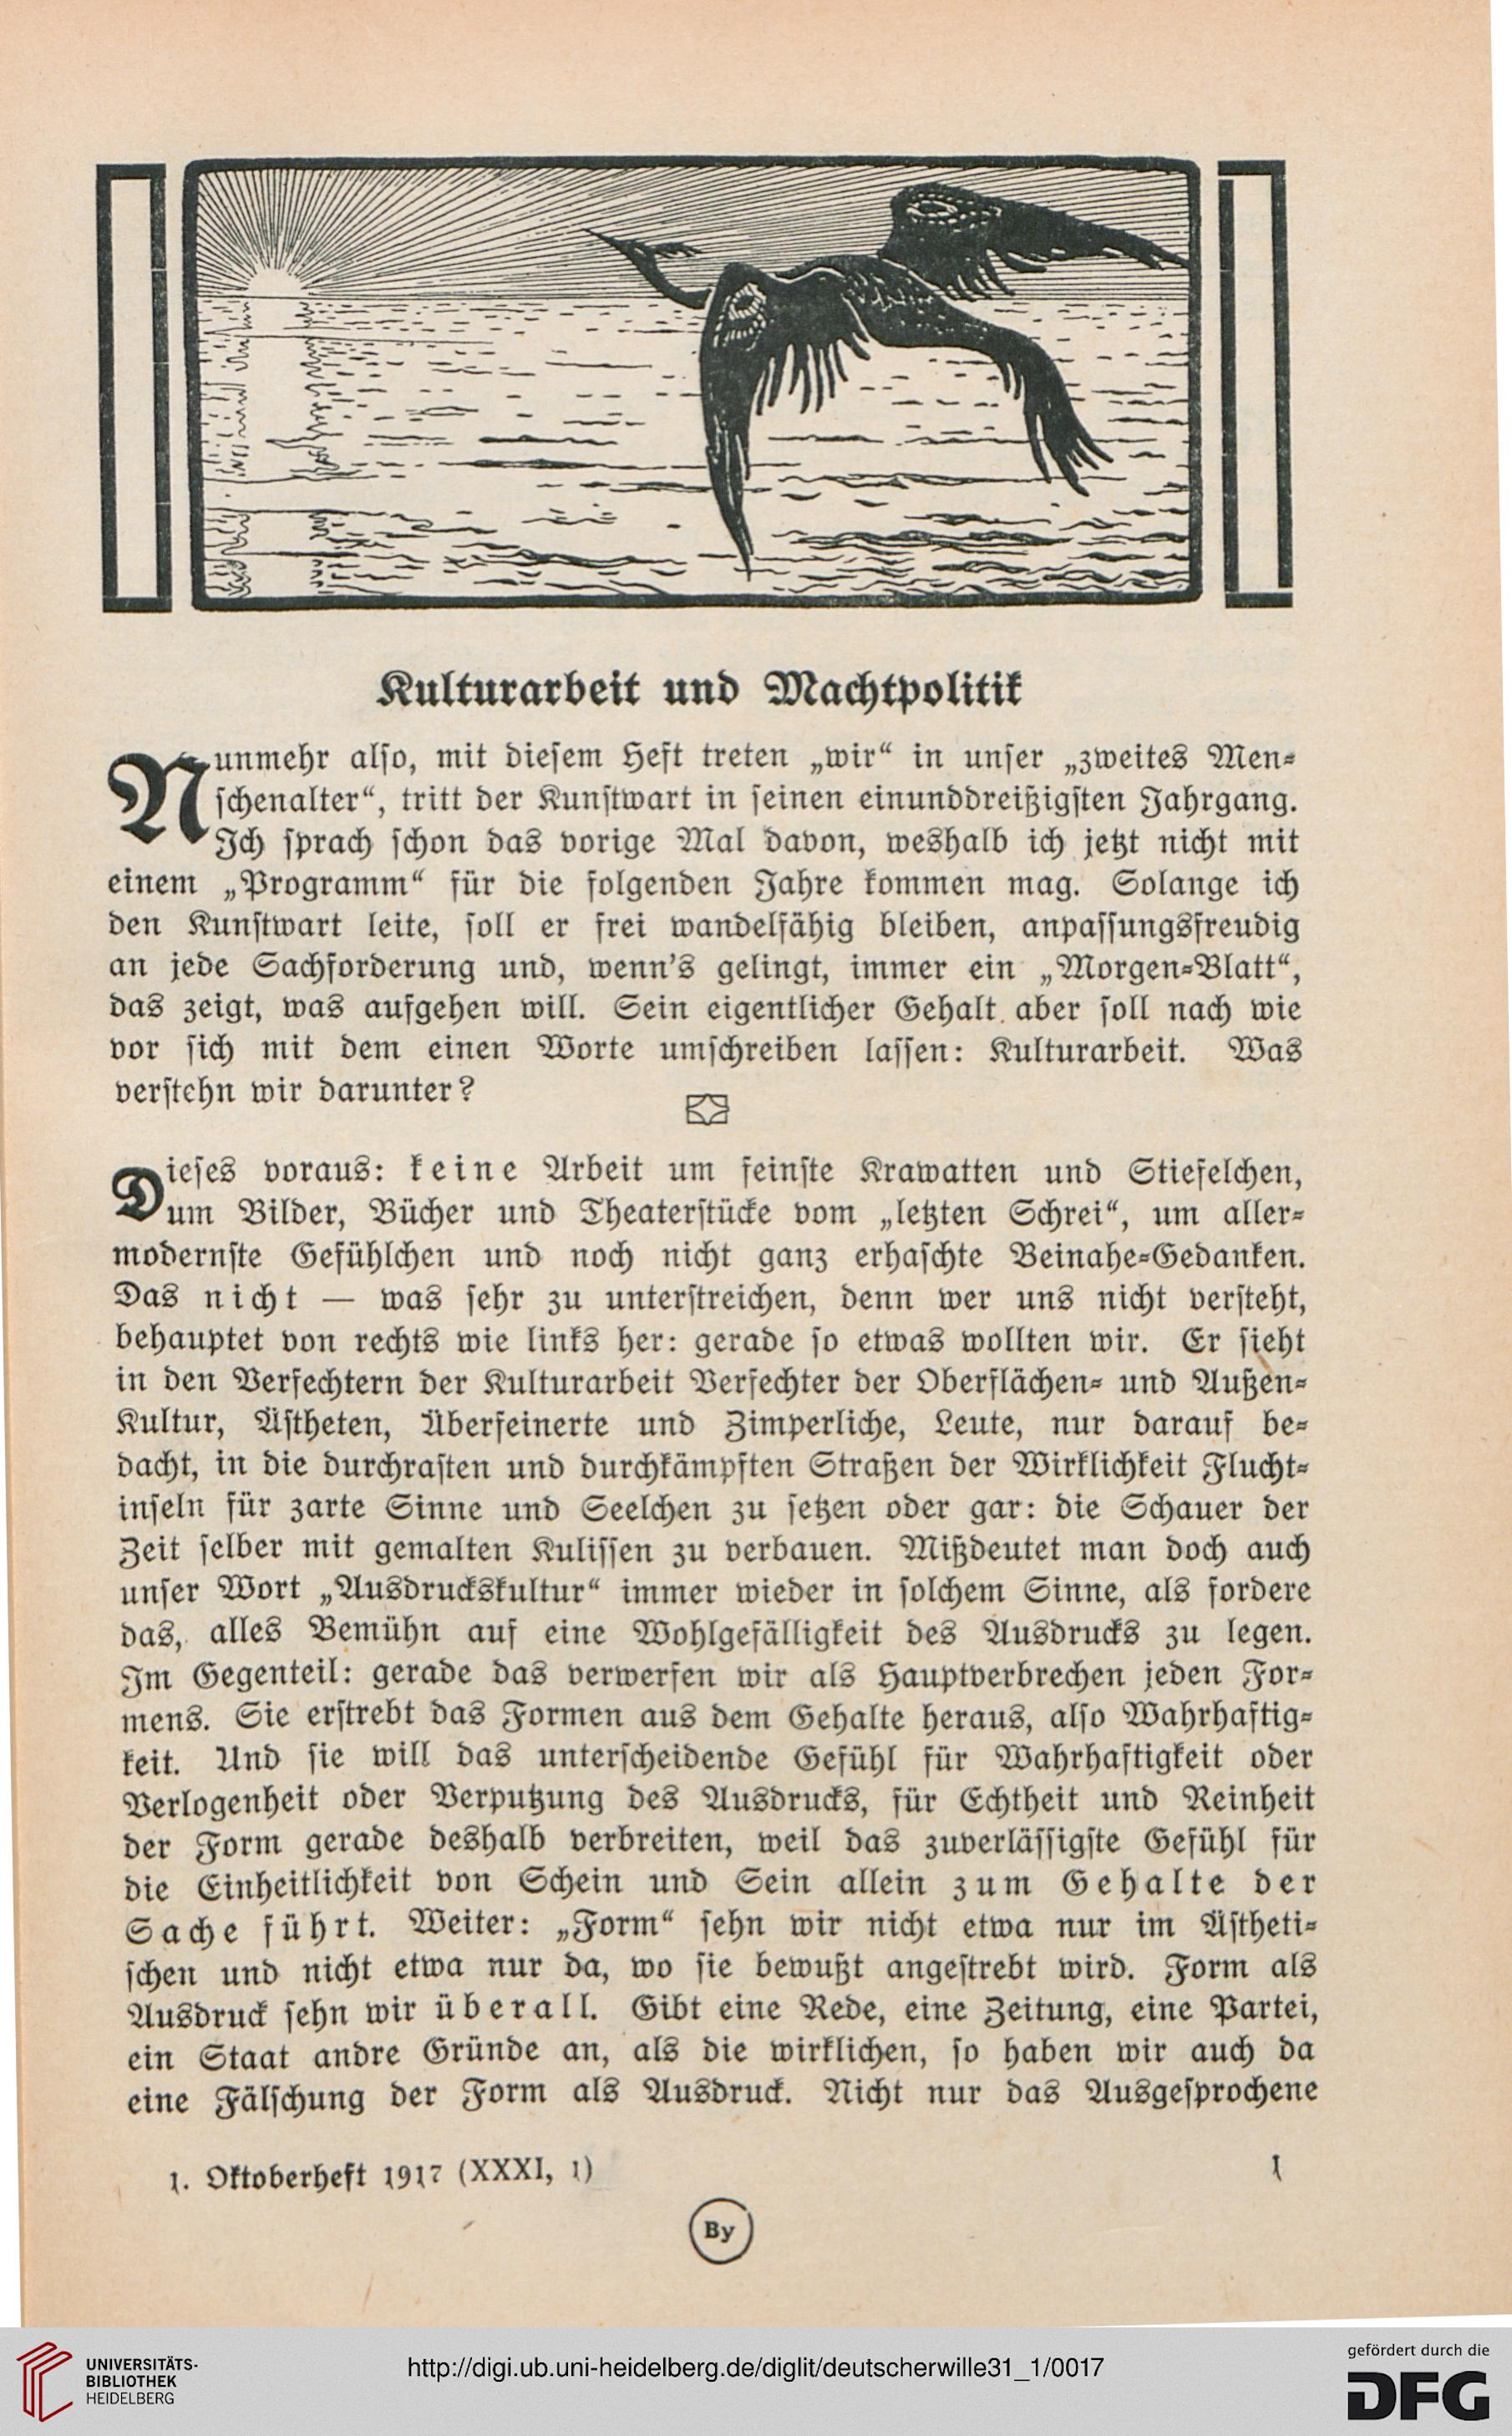 Kulturarbeit und Machtpolitik
Nunmehr also, mit diesem Heft treten „wir“ in unser „zweites Men-
schenalter“, tritt der Kunstwart in seinen einunddreißigsten Jahrgang.
Ich sprach schon das vorige Mal davon, weshalb ich jetzt nicht mit
einem „Programm“ für die folgenden Jahre kommen mag. Solange ich
den Kunstwart leite, soll er frei wandelfähig bleiben, anpassungsfreudig
an jede Sachforderung und, wenn's gelingt, immer ein „Morgen-Blatt“,
das zeigt, was aufgehen will. Sein eigentlicher Gehalt aber soll nach wie
vor sich mit dem einen Worte umschreiben lassen: Kulturarbeit. Was
verstehn wir darunter?
Dieses voraus: keine Arbeit um feinste Krawatten und Stiefelchen,
um Bilder, Bücher und Theaterstücke vom „letzten Schrei“, um aller-
modernste Gefühlchen und noch nicht ganz erhaschte Beinahe-Gedanken.
Das nicht — was sehr zu unterstreichen, denn wer uns nicht versteht,
behauptet von rechts wie links her: gerade so etwas wollten wir. Er sieht
in den Verfechtern der Kulturarbeit Verfechter der Oberflächen- und Außen-
Kultur, Ästheten, Überfeinerte und Zimperliche, Leute, nur darauf be-
dacht, in die durchrasten und durchkämpften Straßen der Wirklichkeit Flucht-
inseln für zarte Sinne und Seelchen zu setzen oder gar: die Schauer der
Zeit selber mit gemalten Kulissen zu verbauen. Mißdeutet man doch auch
unser Wort „Ausdruckskultur“ immer wieder in solchem Sinne, als fordere
das, alles Bemühn auf eine Wohlgefälligkeit des Ausdrucks zu legen.
Im Gegenteil: gerade das verwerfen wir als Hauptverbrechen jeden For-
mens. Sie erstrebt das Formen aus dem Gehalte heraus, also Wahrhaftig-
keit. Und sie will das unterscheidende Gefühl für Wahrhaftigkeit oder
Verlogenheit oder Verputzung des Ausdrucks, für Echtheit und Reinheit
der Form gerade deshalb verbreiten, weil das zuverlässigste Gefühl für
die Einheitlichkeit von Schein und Sein allein zum Gehalte der
Sache führt. Weiter: „Form“ sehn wir nicht etwa nur im Ästheti-
schen und nicht etwa nur da, wo sie bewußt angestrebt wird. Form als
Ausdruck sehn wir überall. Gibt eine Rede, eine Zeitung, eine Partei,
ein Staat andre Gründe an, als die wirklichen, so haben wir auch da
eine Fälschung der Form als Ausdruck. Nicht nur das Ausgesprochene
1. Oktoberheft 1917 (XXXI, 1)
1
By
UNIVERSITÄTS-
BIBLIOTHEK
HEIDELBERG
http://digi.ub.uni-heidelberg.de/diglit/deutscherwille31_1/0017
gefördert durch die
DFG